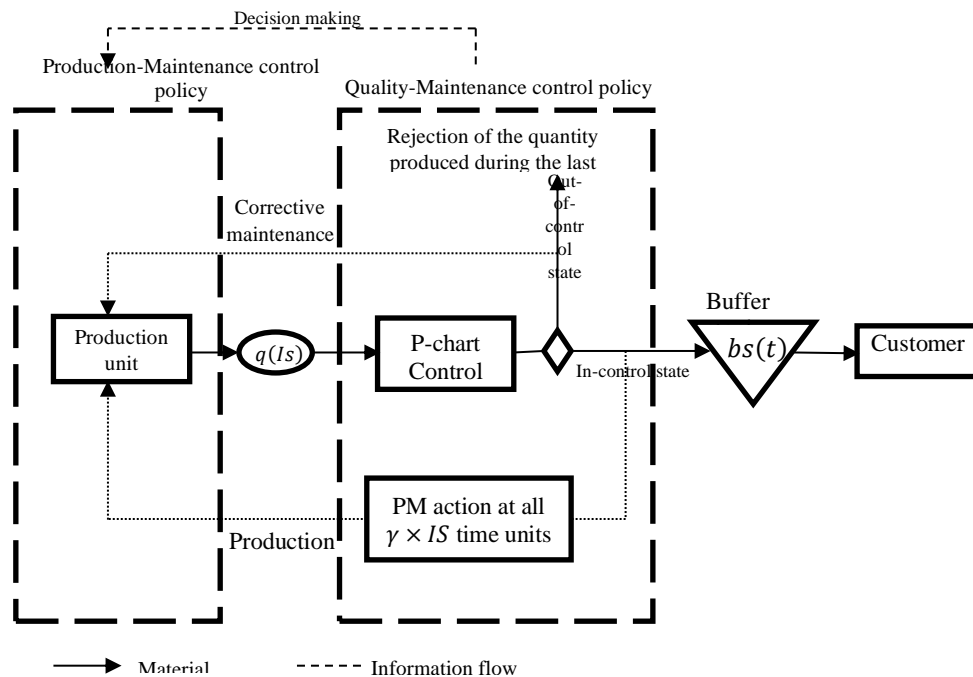 Decision making
Production-Maintenance control
policy
Quality-Maintenance control policy
Rejection of the quantity
produced during the last
Out-
of-
contr
ol
state
Corrective
maintenance
Buffer
Production
unit
q(Is)
P-chart
Control
bs(t)
Customer
In-control state
PM action at all
γ × IS time units
Production
Material
Information flow